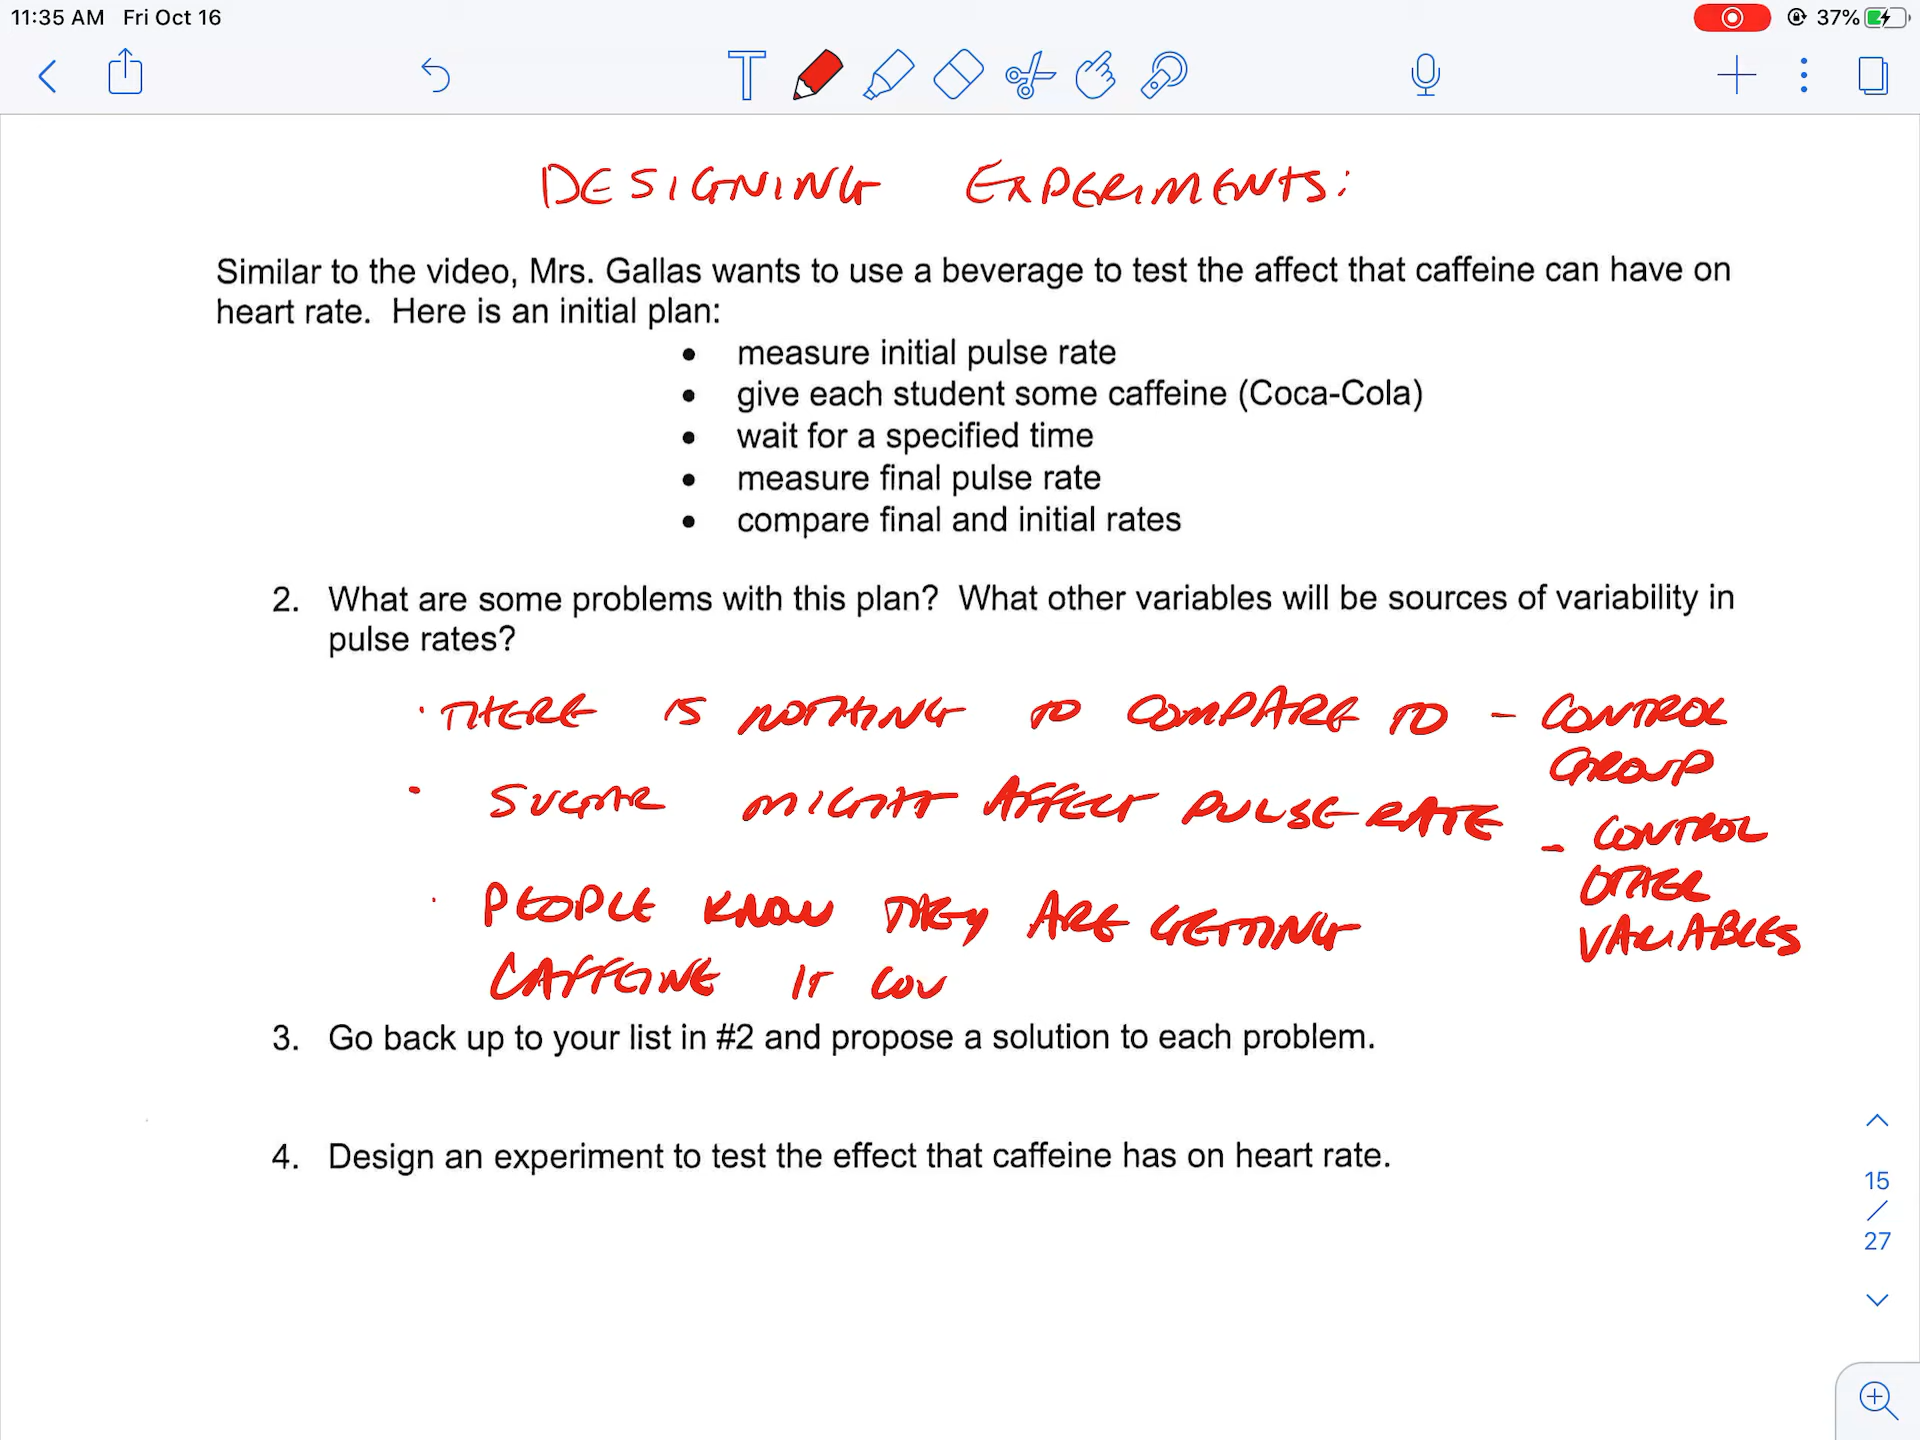 11:35 AM Fri Oct 16
37%
T
DESIGNING EXPERIMENTS:
Similar to the video, Mrs. Gallas wants to use a beverage to test the affect that caffeine can have on
heart rate. Here is an initial plan:
• measure initial pulse rate
• give each student some caffeine (Coca-Cola)
• wait for a specified time
• measure final pulse rate
• compare final and initial rates
2. What are some problems with this plan? What other variables will be sources of variability in
pulse rates?
· THERE IS NOTHING TO COMPARE TO - CONTROL
GROUP
· SUGAR MIGHT AFFECT PULSE RATE
- CONTROL
OTHER
VARIABLES
· PEOPLE KNOW THEY ARE GETTING
CAFFEINE IT COU
3. Go back up to your list in #2 and propose a solution to each problem.
4. Design an experiment to test the effect that caffeine has on heart rate.
15
/
27